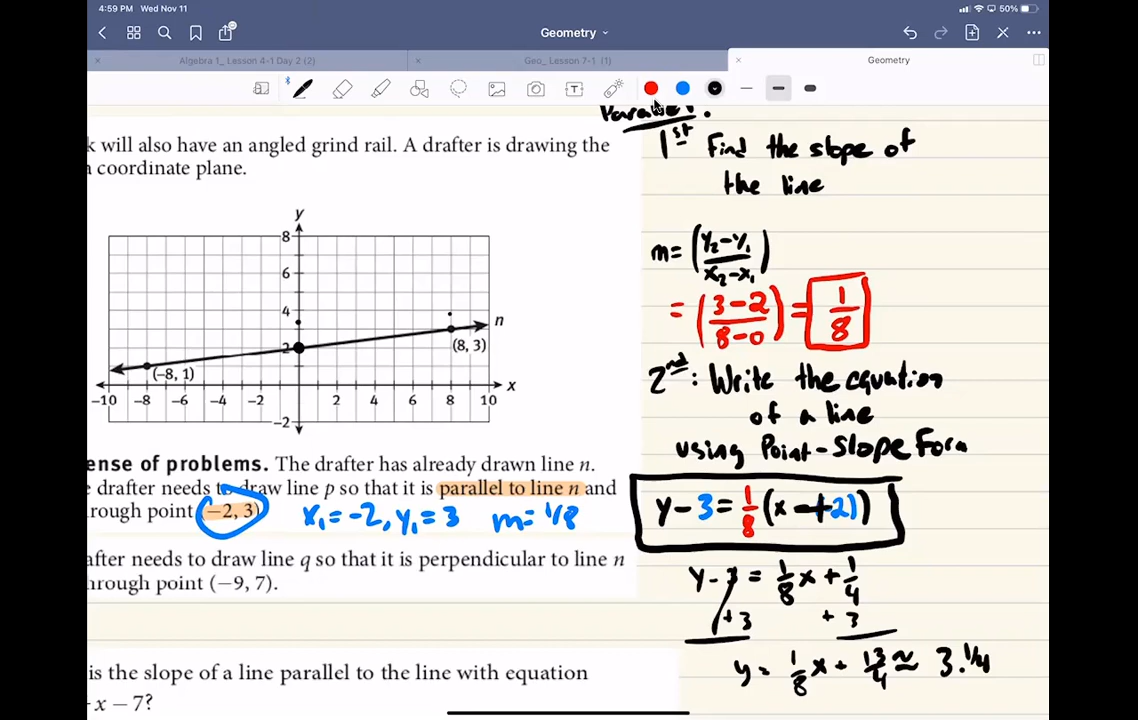 4:59 PM Wed Nov 11
50%
Geometry
Algebra 1_ Lesson 4-1 Day 2 (2)
Geo_ Lesson 7-1 (1)
Geometry
k will also have an angled grind rail. A drafter is drawing the
a coordinate plane.
y
8
6
4
2
-2
n
(8, 3)
(-8, 1)
x
-10 -8 -6 -4 -2 2 4 6 8 10
ense of problems. The drafter has already drawn line n.
e drafter needs to draw line p so that it is parallel to line n and
rough point (-2, 3)
x₁ = -2, y₁ = 3 m = 1/8
after needs to draw line q so that it is perpendicular to line n
hrough point (-9, 7).
is the slope of a line parallel to the line with equation
x - 7?
1st Find the slope of
the line
m = (y₂-y₁/x₂-x₁)
= (3-2/8-0) = 1/8
2nd: Write the equation
of a line
using Point-Slope Form
y - 3 = 1/8 (x + 2)
y - 3 = 1/8 x + 1/4
+3 + 3
y = 1/8 x + 13/4 ≈ 3.1/4